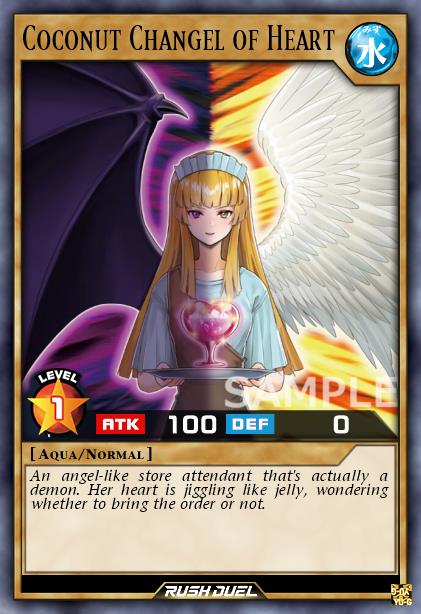 Coconut Changel of Heart
みず
水
SAMPLE
LEVEL
1
ATK 100 DEF 0
[Aqua/Normal]
An angel-like store attendant that's actually a
demon. Her heart is jiggling like jelly, wondering
whether to bring the order or not.
RUSH DUEL